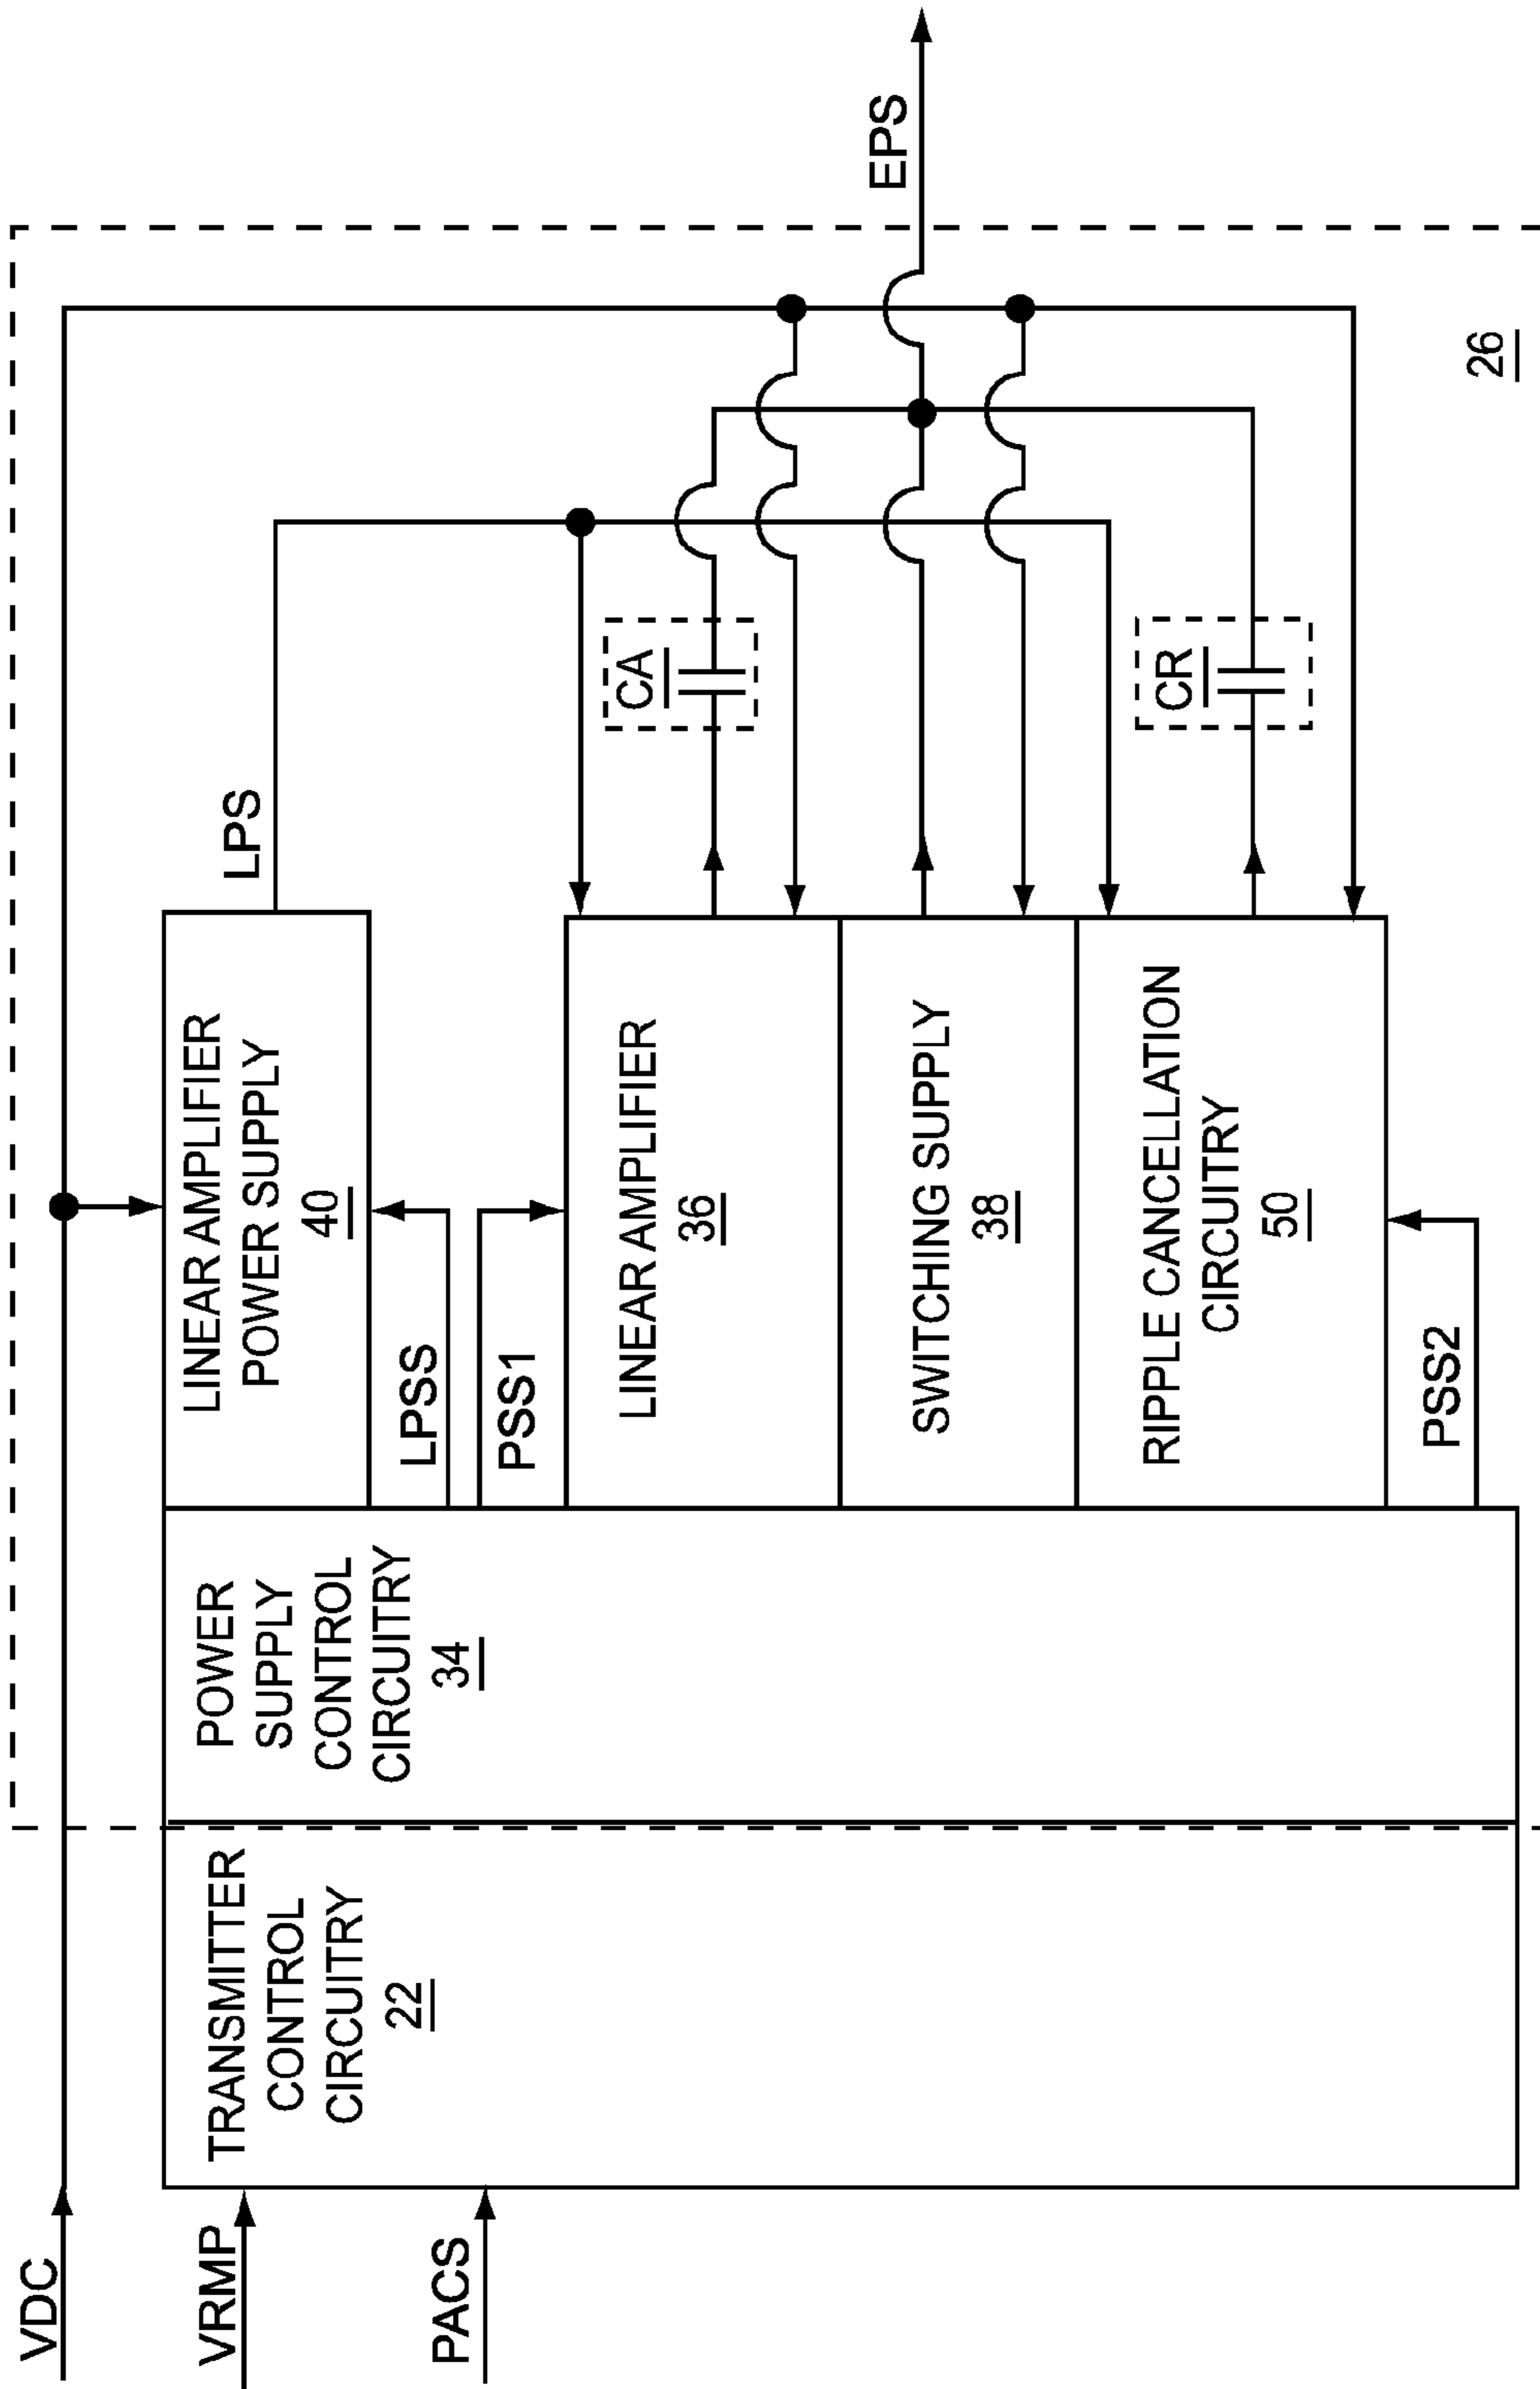 VDC
VRMP
PACS
TRANSMITTER
CONTROL
CIRCUITRY
22
POWER
SUPPLY
CONTROL
CIRCUITRY
34
LINEAR AMPLIFIER
POWER SUPPLY
40
LPS
LPSS
PSS1
LINEAR AMPLIFIER
36
SWITCHING SUPPLY
38
RIPPLE CANCELLATION
CIRCUITRY
50
PSS2
CA
CR
EPS
26